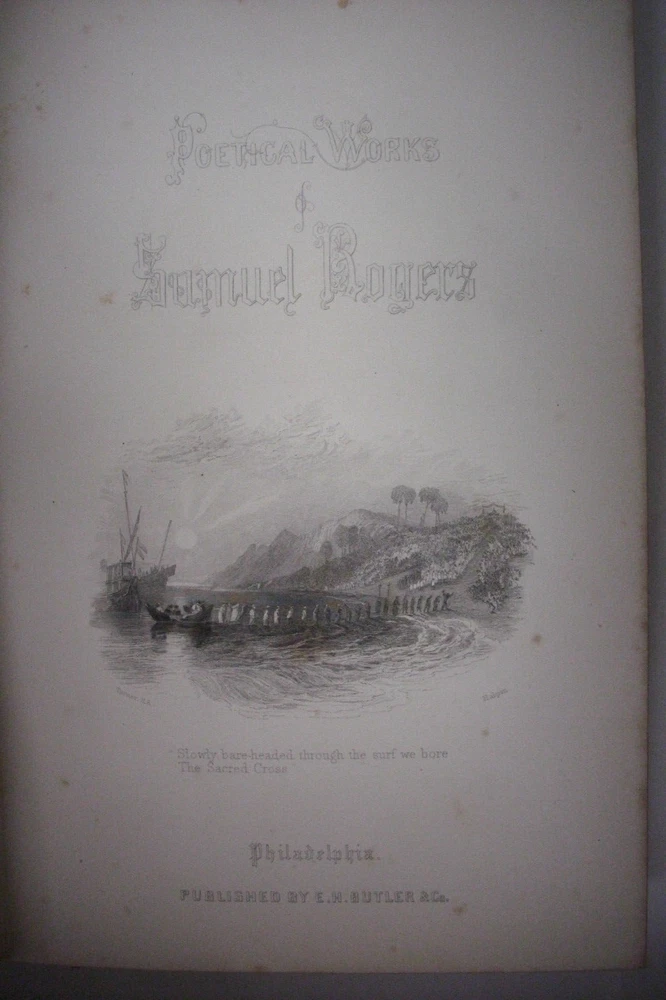 Poetical Works
of
Samuel Rogers
Slowly bare-headed through the surf we bore
The Sacred Cross
Philadelphia.
PUBLISHED BY E.H. BUTLER & Co.